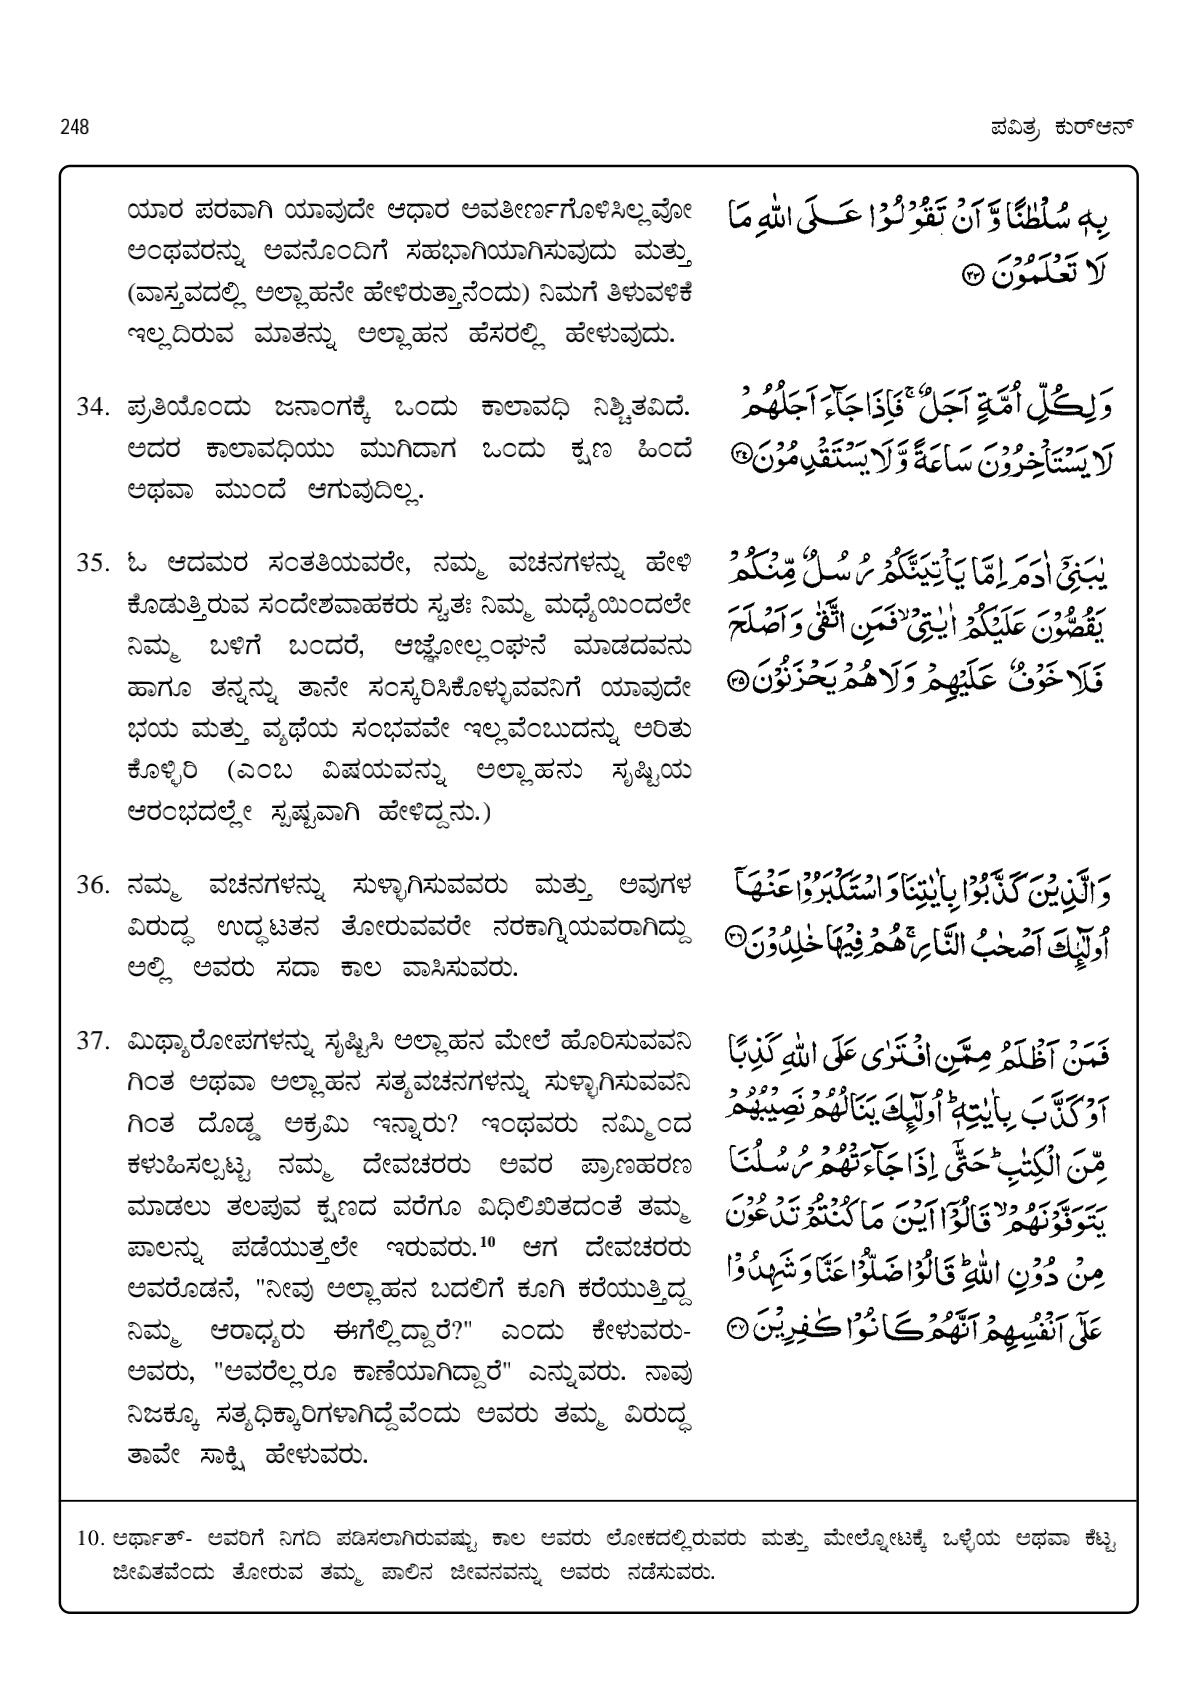 248
ಪವಿತ್ರ ಕುರ್‌ಆನ್
ಯಾರ ಪರವಾಗಿ ಯಾವುದೇ ಆಧಾರ ಅವತೀರ್ಣಗೊಳಿಸಿಲ್ಲವೋ
ಅಂಥವರನ್ನು ಅವನೊಂದಿಗೆ ಸಹಭಾಗಿಯಾಗಿಸುವುದು ಮತ್ತು
(ವಾಸ್ತವದಲ್ಲಿ ಅಲ್ಲಾಹನೇ ಹೇಳಿರುತ್ತಾನೆಂದು) ನಿಮಗೆ ತಿಳುವಳಿಕೆ
ಇಲ್ಲದಿರುವ ಮಾತನ್ನು ಅಲ್ಲಾಹನ ಹೆಸರಲ್ಲಿ ಹೇಳುವುದು.
بِهٖ سُلْطٰنًا وَّ اَنْ تَقُوْلُوْا عَلَى اللّٰهِ مَا
لَا تَعْلَمُوْنَ ۝۳۳
34. ಪ್ರತಿಯೊಂದು ಜನಾಂಗಕ್ಕೆ ಒಂದು ಕಾಲಾವಧಿ ನಿಶ್ಚಿತವಿದೆ.
ಅದರ ಕಾಲಾವಧಿಯು ಮುಗಿದಾಗ ಒಂದು ಕ್ಷಣ ಹಿಂದೆ
ಅಥವಾ ಮುಂದೆ ಆಗುವುದಿಲ್ಲ.
وَ لِكُلِّ اُمَّةٍ اَجَلٌ ۚ فَاِذَا جَآءَ اَجَلُهُمْ
لَا يَسْتَاْخِرُوْنَ سَاعَةً وَّ لَا يَسْتَقْدِمُوْنَ ۝۳٤
35. ಓ ಆದಮರ ಸಂತತಿಯವರೇ, ನಮ್ಮ ವಚನಗಳನ್ನು ಹೇಳಿ
ಕೊಡುತ್ತಿರುವ ಸಂದೇಶವಾಹಕರು ಸ್ವತಃ ನಿಮ್ಮ ಮಧ್ಯೆಯಿಂದಲೇ
ನಿಮ್ಮ ಬಳಿಗೆ ಬಂದರೆ, ಆಜ್ಞೋಲ್ಲಂಘನೆ ಮಾಡದವನು
ಹಾಗೂ ತನ್ನನ್ನು ತಾನೇ ಸಂಸ್ಕರಿಸಿಕೊಳ್ಳುವವನಿಗೆ ಯಾವುದೇ
ಭಯ ಮತ್ತು ವ್ಯಥೆಯ ಸಂಭವವೇ ಇಲ್ಲವೆಂಬುದನ್ನು ಅರಿತು
ಕೊಳ್ಳಿರಿ (ಎಂಬ ವಿಷಯವನ್ನು ಅಲ್ಲಾಹನು ಸೃಷ್ಟಿಯ
ಆರಂಭದಲ್ಲೇ ಸ್ಪಷ್ಟವಾಗಿ ಹೇಳಿದ್ದನು.)
يٰبَنِيْٓ اٰدَمَ اِمَّا يَاْتِيَنَّكُمْ رُسُلٌ مِّنْكُمْ
يَقُصُّوْنَ عَلَيْكُمْ اٰيٰتِيْ ۙ فَمَنِ اتَّقٰى وَ اَصْلَحَ
فَلَا خَوْفٌ عَلَيْهِمْ وَ لَا هُمْ يَحْزَنُوْنَ ۝۳۵
36. ನಮ್ಮ ವಚನಗಳನ್ನು ಸುಳ್ಳಾಗಿಸುವವರು ಮತ್ತು ಅವುಗಳ
ವಿರುದ್ಧ ಉದ್ಧಟತನ ತೋರುವವರೇ ನರಕಾಗ್ನಿಯವರಾಗಿದ್ದು
ಅಲ್ಲಿ ಅವರು ಸದಾ ಕಾಲ ವಾಸಿಸುವರು.
وَ الَّذِيْنَ كَذَّبُوْا بِاٰيٰتِنَا وَ اسْتَكْبَرُوْا عَنْهَآ
اُولٰٓئِكَ اَصْحٰبُ النَّارِ ۚ هُمْ فِيْهَا خٰلِدُوْنَ ۝۳٦
37. ಮಿಥ್ಯಾರೋಪಗಳನ್ನು ಸೃಷ್ಟಿಸಿ ಅಲ್ಲಾಹನ ಮೇಲೆ ಹೊರಿಸುವವನಿ
ಗಿಂತ ಅಥವಾ ಅಲ್ಲಾಹನ ಸತ್ಯವಚನಗಳನ್ನು ಸುಳ್ಳಾಗಿಸುವವನಿ
ಗಿಂತ ದೊಡ್ಡ ಅಕ್ರಮಿ ಇನ್ನಾರು? ಇಂಥವರು ನಮ್ಮಿಂದ
ಕಳುಹಿಸಲ್ಪಟ್ಟ ನಮ್ಮ ದೇವಚರರು ಅವರ ಪ್ರಾಣಹರಣ
ಮಾಡಲು ತಲಪುವ ಕ್ಷಣದ ವರೆಗೂ ವಿಧಿಲಿಖಿತದಂತೆ ತಮ್ಮ
ಪಾಲನ್ನು ಪಡೆಯುತ್ತಲೇ ಇರುವರು.10 ಆಗ ದೇವಚರರು
ಅವರೊಡನೆ, "ನೀವು ಅಲ್ಲಾಹನ ಬದಲಿಗೆ ಕೂಗಿ ಕರೆಯುತ್ತಿದ್ದ
ನಿಮ್ಮ ಆರಾಧ್ಯರು ಈಗೆಲ್ಲಿದ್ದಾರೆ?" ಎಂದು ಕೇಳುವರು-
ಅವರು, "ಅವರೆಲ್ಲರೂ ಕಾಣೆಯಾಗಿದ್ದಾರೆ" ಎನ್ನುವರು. ನಾವು
ನಿಜಕ್ಕೂ ಸತ್ಯಧಿಕ್ಕಾರಿಗಳಾಗಿದ್ದೆವೆಂದು ಅವರು ತಮ್ಮ ವಿರುದ್ಧ
ತಾವೇ ಸಾಕ್ಷಿ ಹೇಳುವರು.
فَمَنْ اَظْلَمُ مِمَّنِ افْتَرٰى عَلَى اللّٰهِ كَذِبًا
اَوْ كَذَّبَ بِاٰيٰتِهٖ ؕ اُولٰٓئِكَ يَنَالُهُمْ نَصِيْبُهُمْ
مِّنَ الْكِتٰبِ ؕ حَتّٰٓى اِذَا جَآءَتْهُمْ رُسُلُنَا
يَتَوَفَّوْنَهُمْ ۙ قَالُوْٓا اَيْنَ مَا كُنْتُمْ تَدْعُوْنَ
مِنْ دُوْنِ اللّٰهِ ؕ قَالُوْا ضَلُّوْا عَنَّا وَ شَهِدُوْا
عَلٰٓى اَنْفُسِهِمْ اَنَّهُمْ كَانُوْا كٰفِرِيْنَ ۝۳۷
10. ಅರ್ಥಾತ್- ಅವರಿಗೆ ನಿಗದಿ ಪಡಿಸಲಾಗಿರುವಷ್ಟು ಕಾಲ ಅವರು ಲೋಕದಲ್ಲಿರುವರು ಮತ್ತು ಮೇಲ್ನೋಟಕ್ಕೆ ಒಳ್ಳೆಯ ಅಥವಾ ಕೆಟ್ಟ
ಜೀವಿತವೆಂದು ತೋರುವ ತಮ್ಮ ಪಾಲಿನ ಜೀವನವನ್ನು ಅವರು ನಡೆಸುವರು.